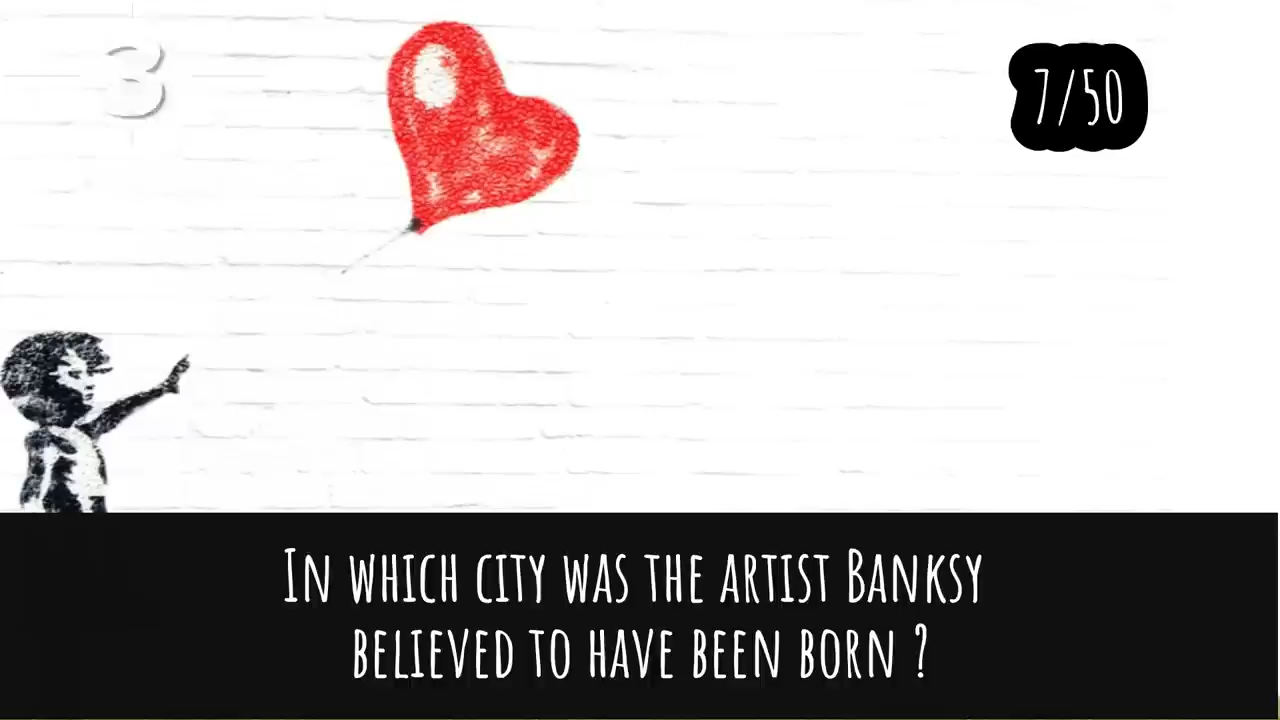 3
7/50
In which city was the artist Banksy
believed to have been born ?